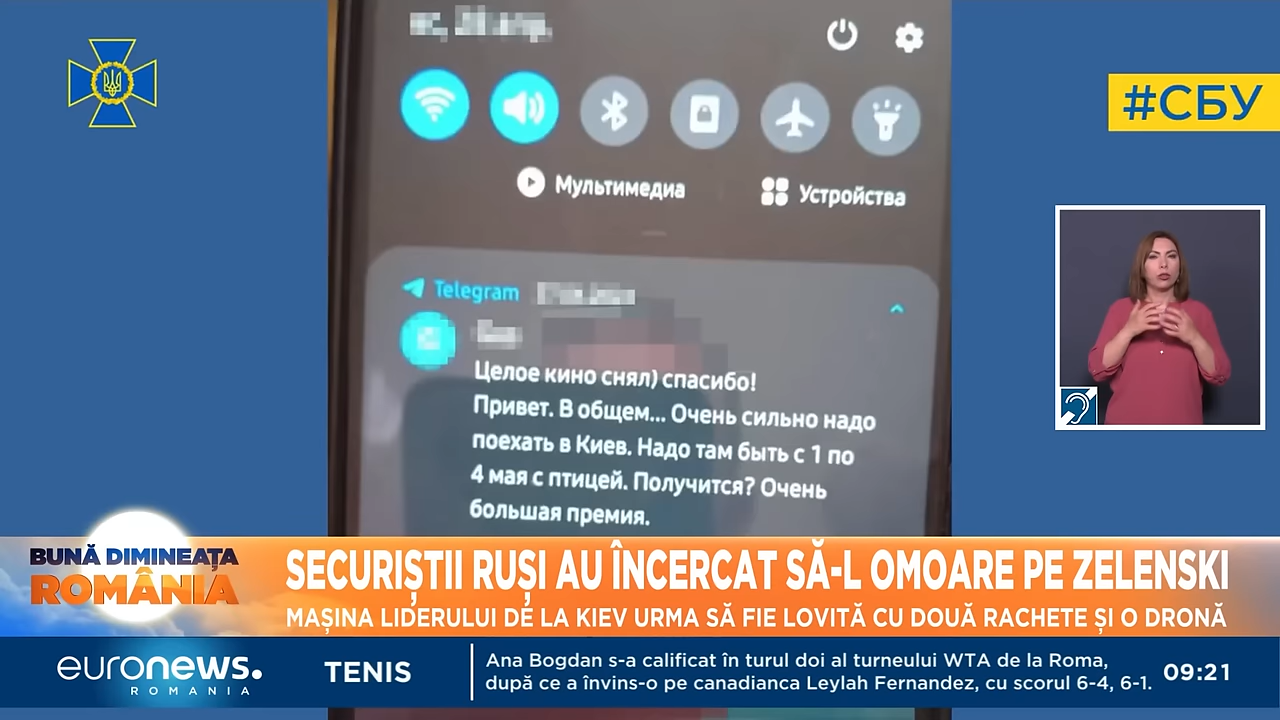 #СБУ
Мультимедиа
Устройства
Telegram
Целое кино снял) спасибо!
Привет. В общем... Очень сильно надо
поехать в Киев. Надо там быть с 1 по
4 мая с птицей. Получится? Очень
большая премия.
BUNĂ DIMINEAȚA
ROMÂNIA
SECURIȘTII RUȘI AU ÎNCERCAT SĂ-L OMOARE PE ZELENSKI
MAȘINA LIDERULUI DE LA KIEV URMA SĂ FIE LOVITĂ CU DOUĂ RACHETE ȘI O DRONĂ
euronews.
ROMANIA
TENIS
Ana Bogdan s-a calificat în turul doi al turneului WTA de la Roma,
după ce a învins-o pe canadianca Leylah Fernandez, cu scorul 6-4, 6-1.
09:21